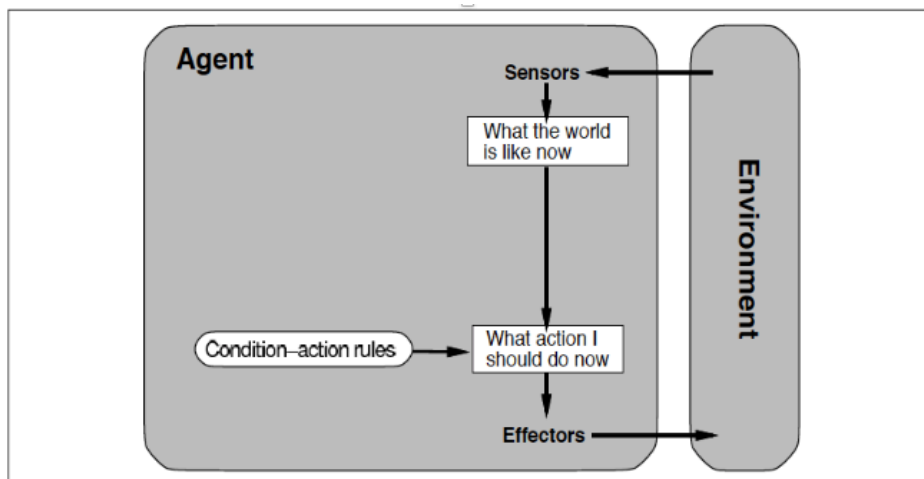 Agent
Sensors
What the world
is like now
Environment
Condition–action rules
What action I
should do now
Effectors